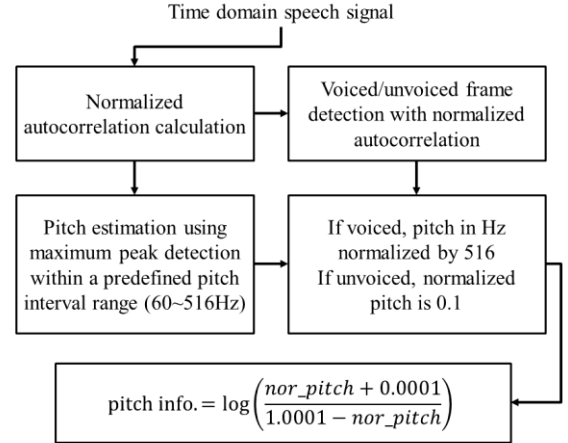 Time domain speech signal
Normalized
autocorrelation calculation
Voiced/unvoiced frame
detection with normalized
autocorrelation
Pitch estimation using
maximum peak detection
within a predefined pitch
interval range (60~516Hz)
If voiced, pitch in Hz
normalized by 516
If unvoiced, normalized
pitch is 0.1
pitch info. = log(nor_pitch + 0.0001 / 1.0001 − nor_pitch)